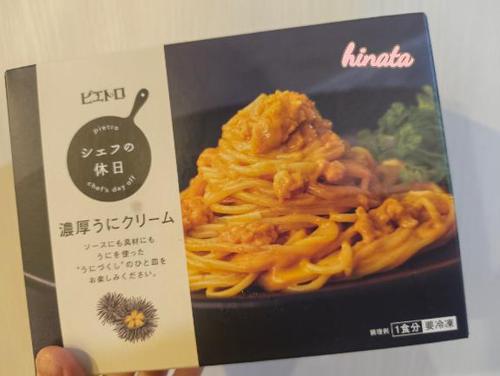 hinata
ピエトロ
pietro
シェフの
休日
chef's day off
濃厚うにクリーム
ソースにも具材にも
うにを使った
"うにづくし"のひと皿を
お楽しみください。
調理例 1食分 要冷凍